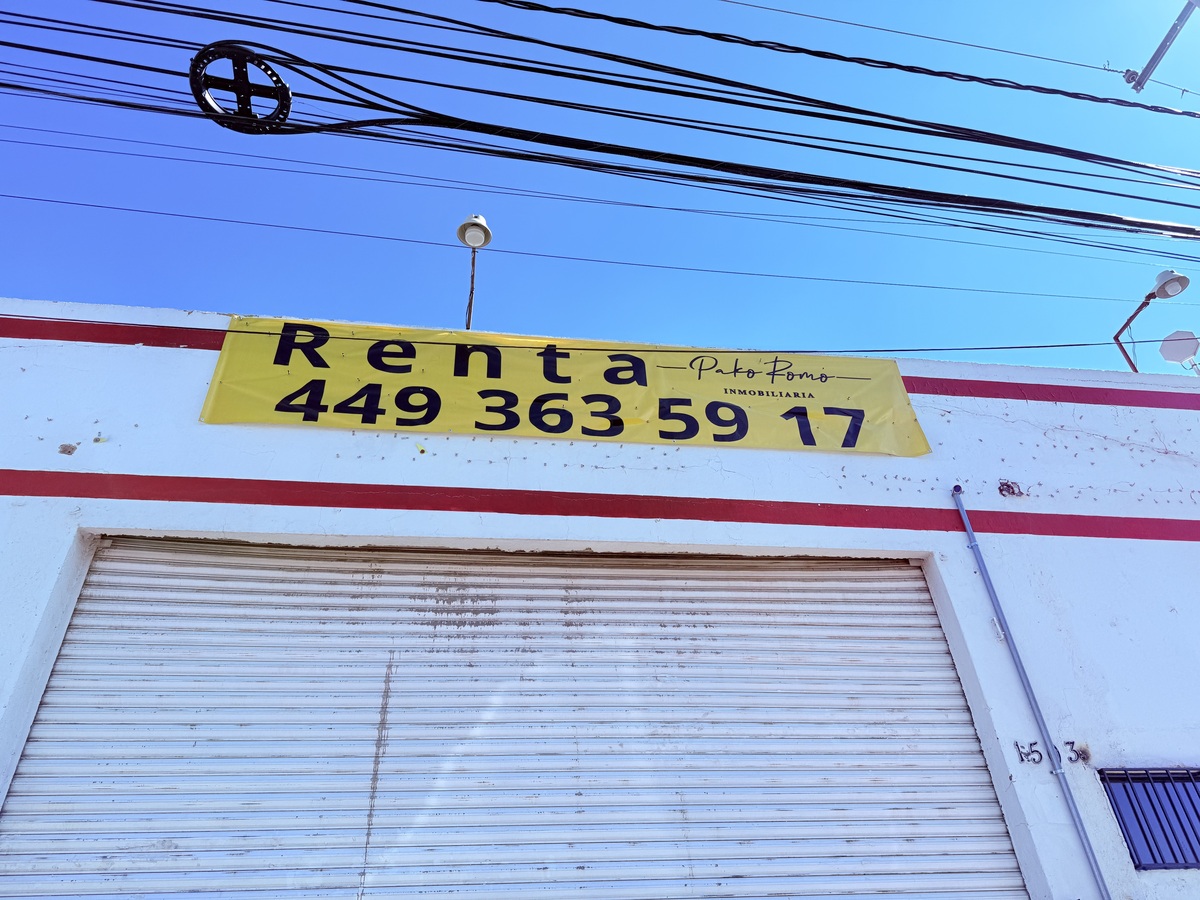 Renta
Pako Romo
INMOBILIARIA
449 363 59 17